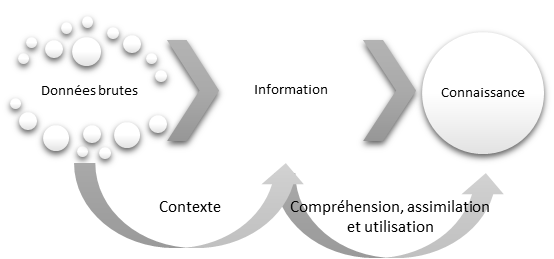 Données brutes
Information
Connaissance
Contexte
Compréhension, assimilation
et utilisation